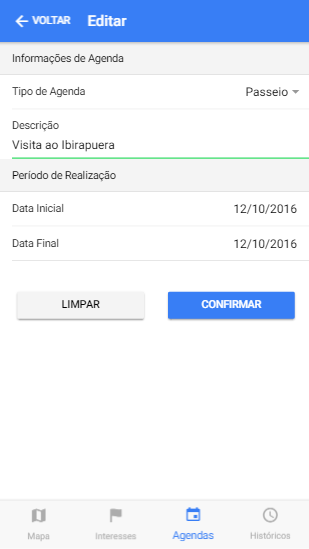 VOLTAR Editar
Informações de Agenda
Tipo de Agenda Passeio
Descrição
Visita ao Ibirapuera
Período de Realização
Data Inicial 12/10/2016
Data Final 12/10/2016
LIMPAR CONFIRMAR
Mapa Interesses Agendas Históricos